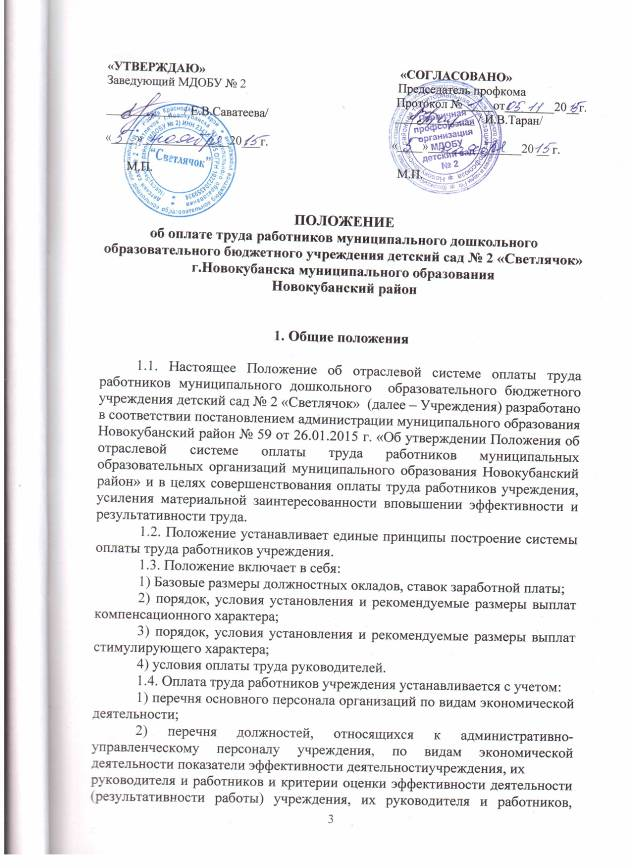 «УТВЕРЖДАЮ»
Заведующий МДОБУ № 2
/Е.В.Саватеева/
« 5 » ноября 2015 г.
М.П.
"Светлячок"
«СОГЛАСОВАНО»
Председатель профкома
Протокол № от 05.11 2015 г.
/И.В.Таран/
« 5 » ноября 2015 г.
М.П.
Первичная
профсоюзная
организация
МДОБУ
детский сад
№ 2
ПОЛОЖЕНИЕ
об оплате труда работников муниципального дошкольного
образовательного бюджетного учреждения детский сад № 2 «Светлячок»
г.Новокубанска муниципального образования
Новокубанский район
1. Общие положения
1.1. Настоящее Положение об отраслевой системе оплаты труда
работников муниципального дошкольного образовательного бюджетного
учреждения детский сад № 2 «Светлячок» (далее – Учреждения) разработано
в соответствии постановлением администрации муниципального образования
Новокубанский район № 59 от 26.01.2015 г. «Об утверждении Положения об
отраслевой системе оплаты труда работников муниципальных
образовательных организаций муниципального образования Новокубанский
район» и в целях совершенствования оплаты труда работников учреждения,
усиления материальной заинтересованности вповышении эффективности и
результативности труда.
1.2. Положение устанавливает единые принципы построение системы
оплаты труда работников учреждения.
1.3. Положение включает в себя:
1) Базовые размеры должностных окладов, ставок заработной платы;
2) порядок, условия установления и рекомендуемые размеры выплат
компенсационного характера;
3) порядок, условия установления и рекомендуемые размеры выплат
стимулирующего характера;
4) условия оплаты труда руководителей.
1.4. Оплата труда работников учреждения устанавливается с учетом:
1) перечня основного персонала организаций по видам экономической
деятельности;
2) перечня должностей, относящихся к административно-
управленческому персоналу учреждения, по видам экономической
деятельности показатели эффективности деятельностиучреждения, их
руководителя и работников и критерии оценки эффективности деятельности
(результативности работы) учреждения, их руководителя и работников,
3